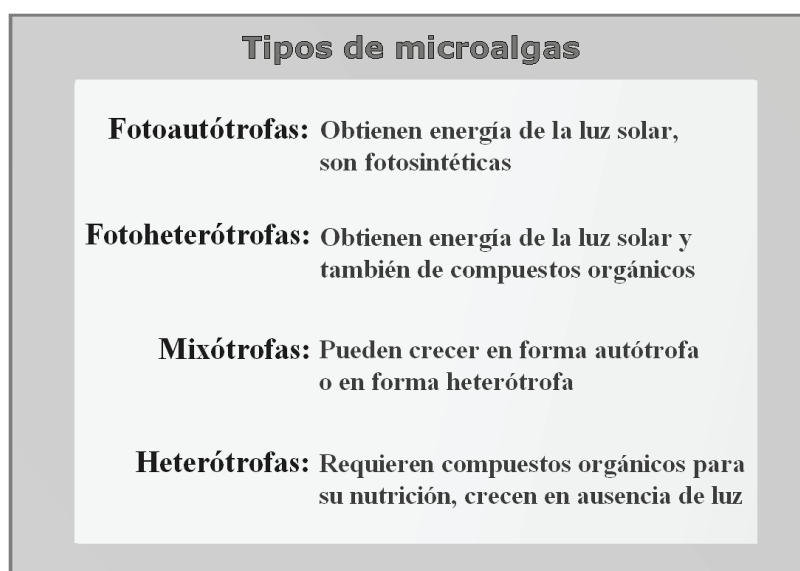 Tipos de microalgas
Fotoautótrofas: Obtienen energía de la luz solar,
son fotosintéticas
Fotoheterótrofas: Obtienen energía de la luz solar y
también de compuestos orgánicos
Mixótrofas: Pueden crecer en forma autótrofa
o en forma heterótrofa
Heterótrofas: Requieren compuestos orgánicos para
su nutrición, crecen en ausencia de luz